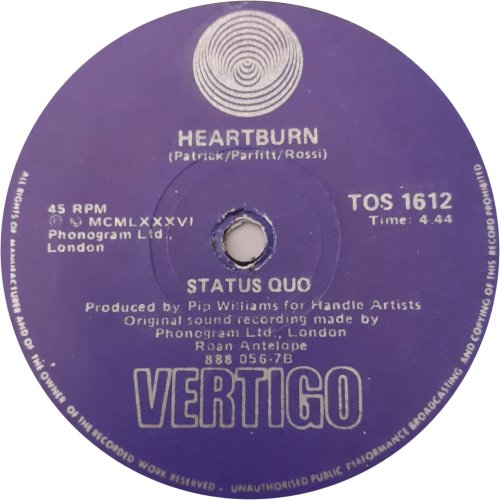 HEARTBURN
(Patrick/Parfitt/Rossi)
45 RPM
℗ © MCMLXXXVI
Phonogram Ltd.,
London
TOS 1612
Time: 4.44
STATUS QUO
Produced by Pip Williams for Handle Artists
Original sound recording made by
Phonogram Ltd., London
Roan Antelope
888 056-7B
VERTIGO
ALL RIGHTS OF MANUFACTURER AND OF THE OWNER OF THE RECORDED WORK RESERVED – UNAUTHORISED PUBLIC PERFORMANCE BROADCASTING AND COPYING OF THIS RECORD PROHIBITED